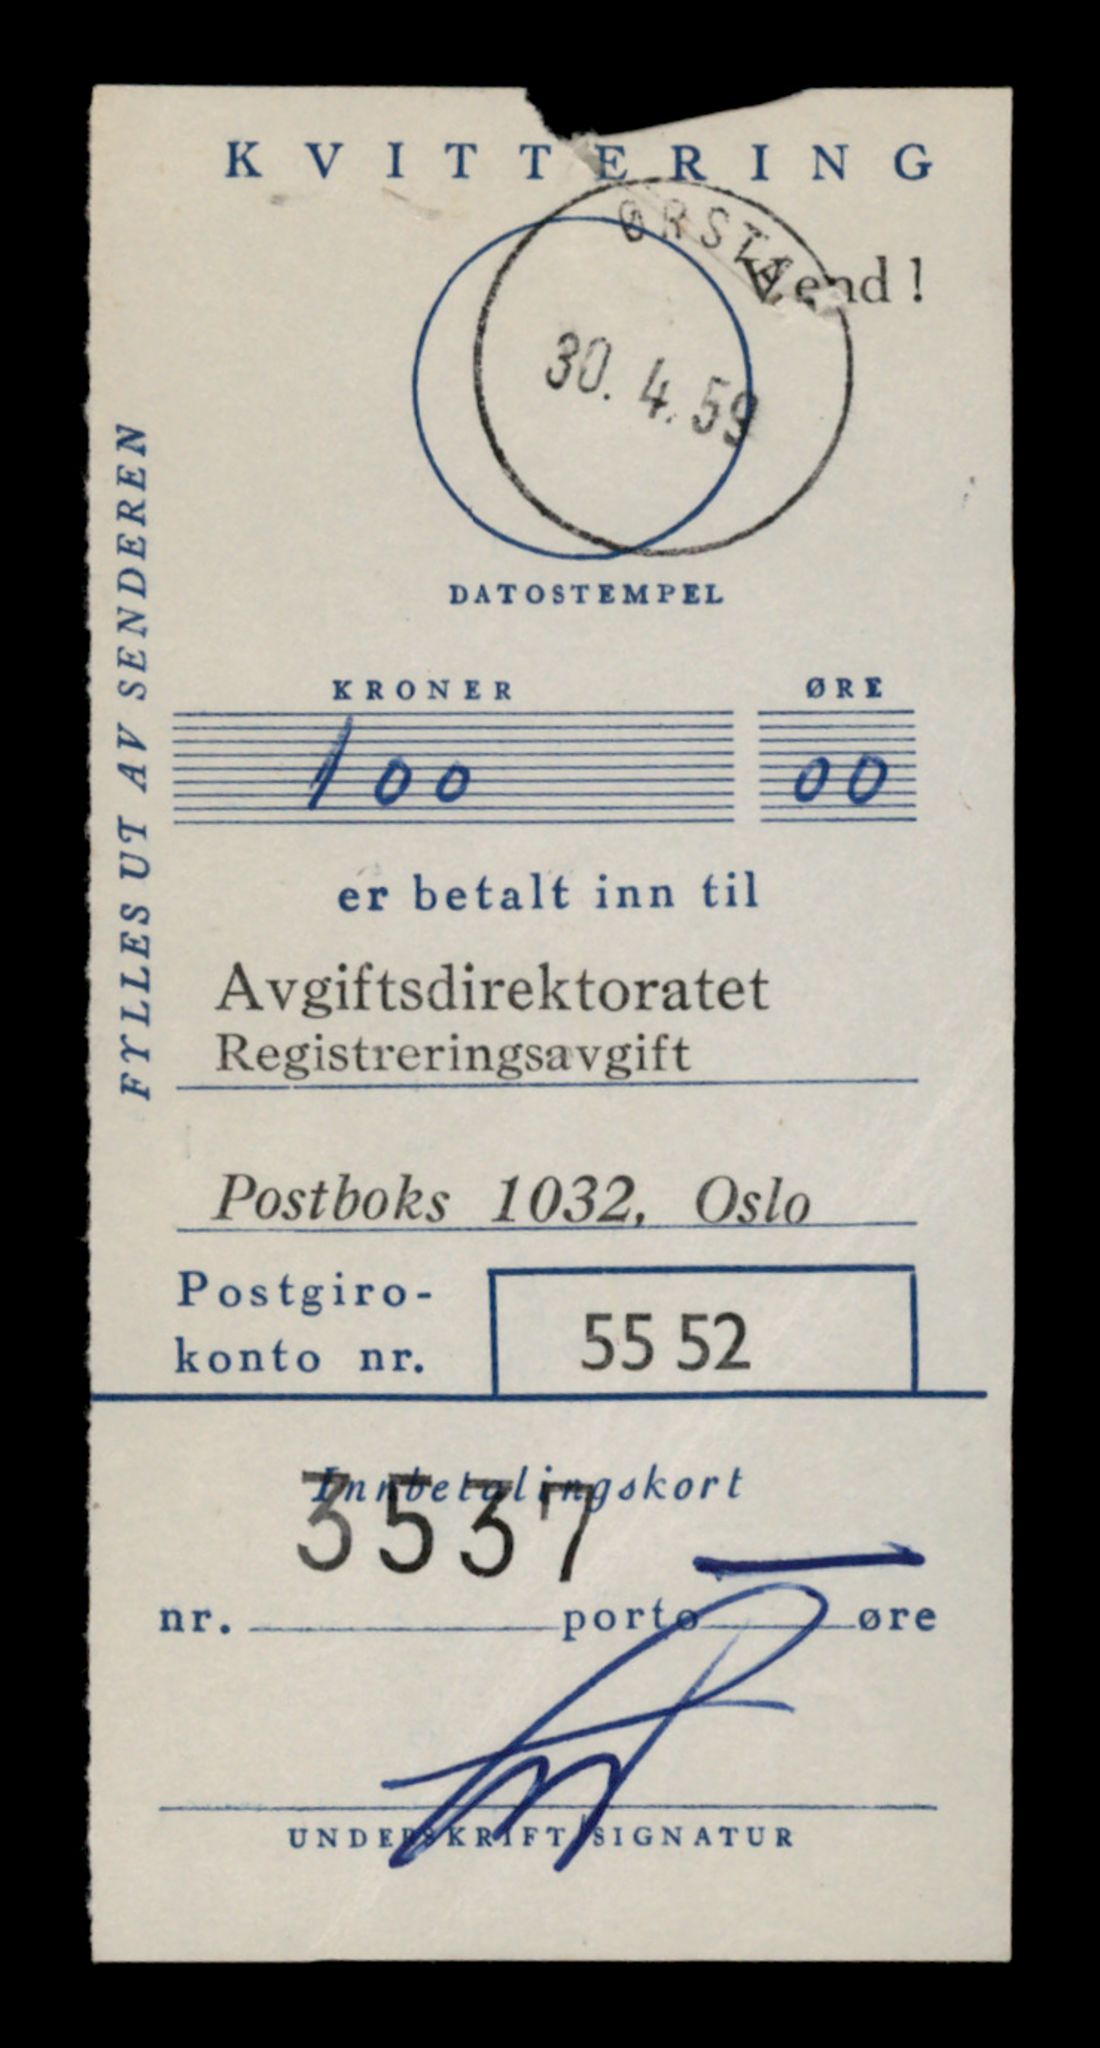 KVITTERING
ØRSTA
Vend!
30. 4. 59
DATOSTEMPEL
FYLLES UT AV SENDEREN
KRONER ØRE
100 00
er betalt inn til
Avgiftsdirektoratet
Registreringsavgift
Postboks 1032, Oslo
Postgiro-
konto nr. 55 52
Innbetalingskort
3537
nr. porto øre
UNDERSKRIFT/SIGNATUR